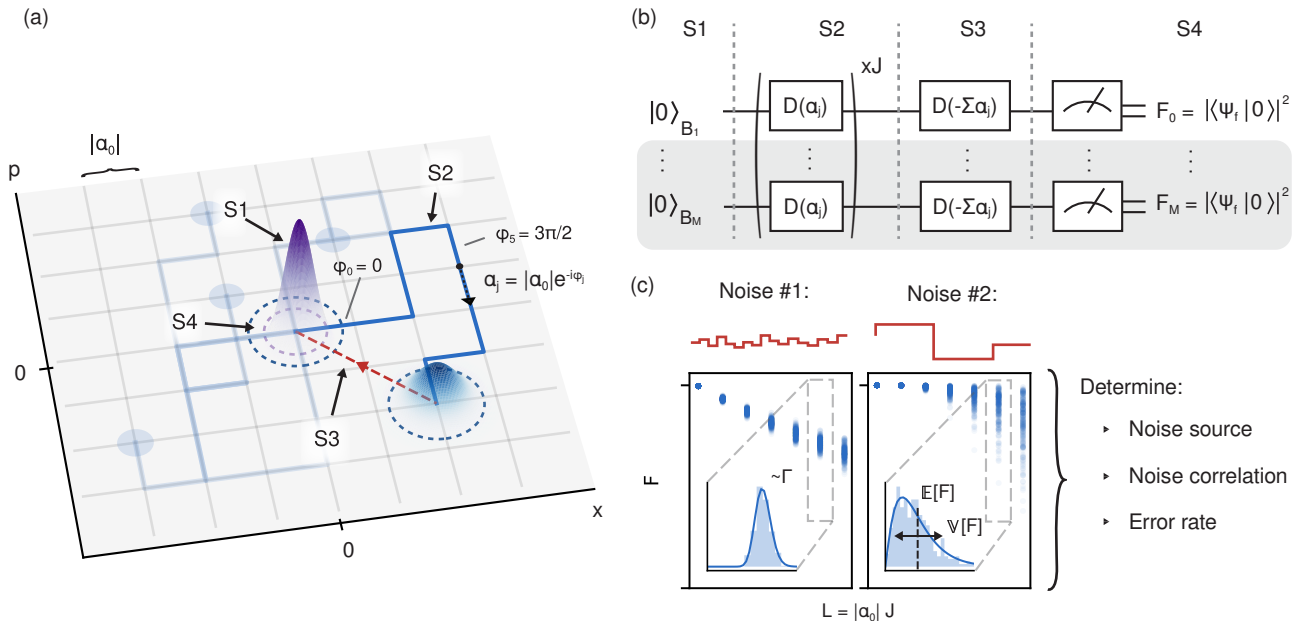 (a)
|α₀|
p
S1
S2
φ₅ = 3π/2
φ₀ = 0
αⱼ = |α₀|e^{-iφⱼ}
S4
0
S3
x
0
(b)
S1 S2 S3 S4
xJ
|0⟩_{B₁} D(αⱼ) D(-Σαⱼ) F₀ = |⟨Ψ_f |0⟩|²
⋮ ⋮ ⋮ ⋮
|0⟩_{B_M} D(αⱼ) D(-Σαⱼ) F_M = |⟨Ψ_f |0⟩|²
(c)
Noise #1: Noise #2:
F
~Γ
𝔼[F]
𝕍[F]
L = |α₀| J
Determine:
‣ Noise source
‣ Noise correlation
‣ Error rate